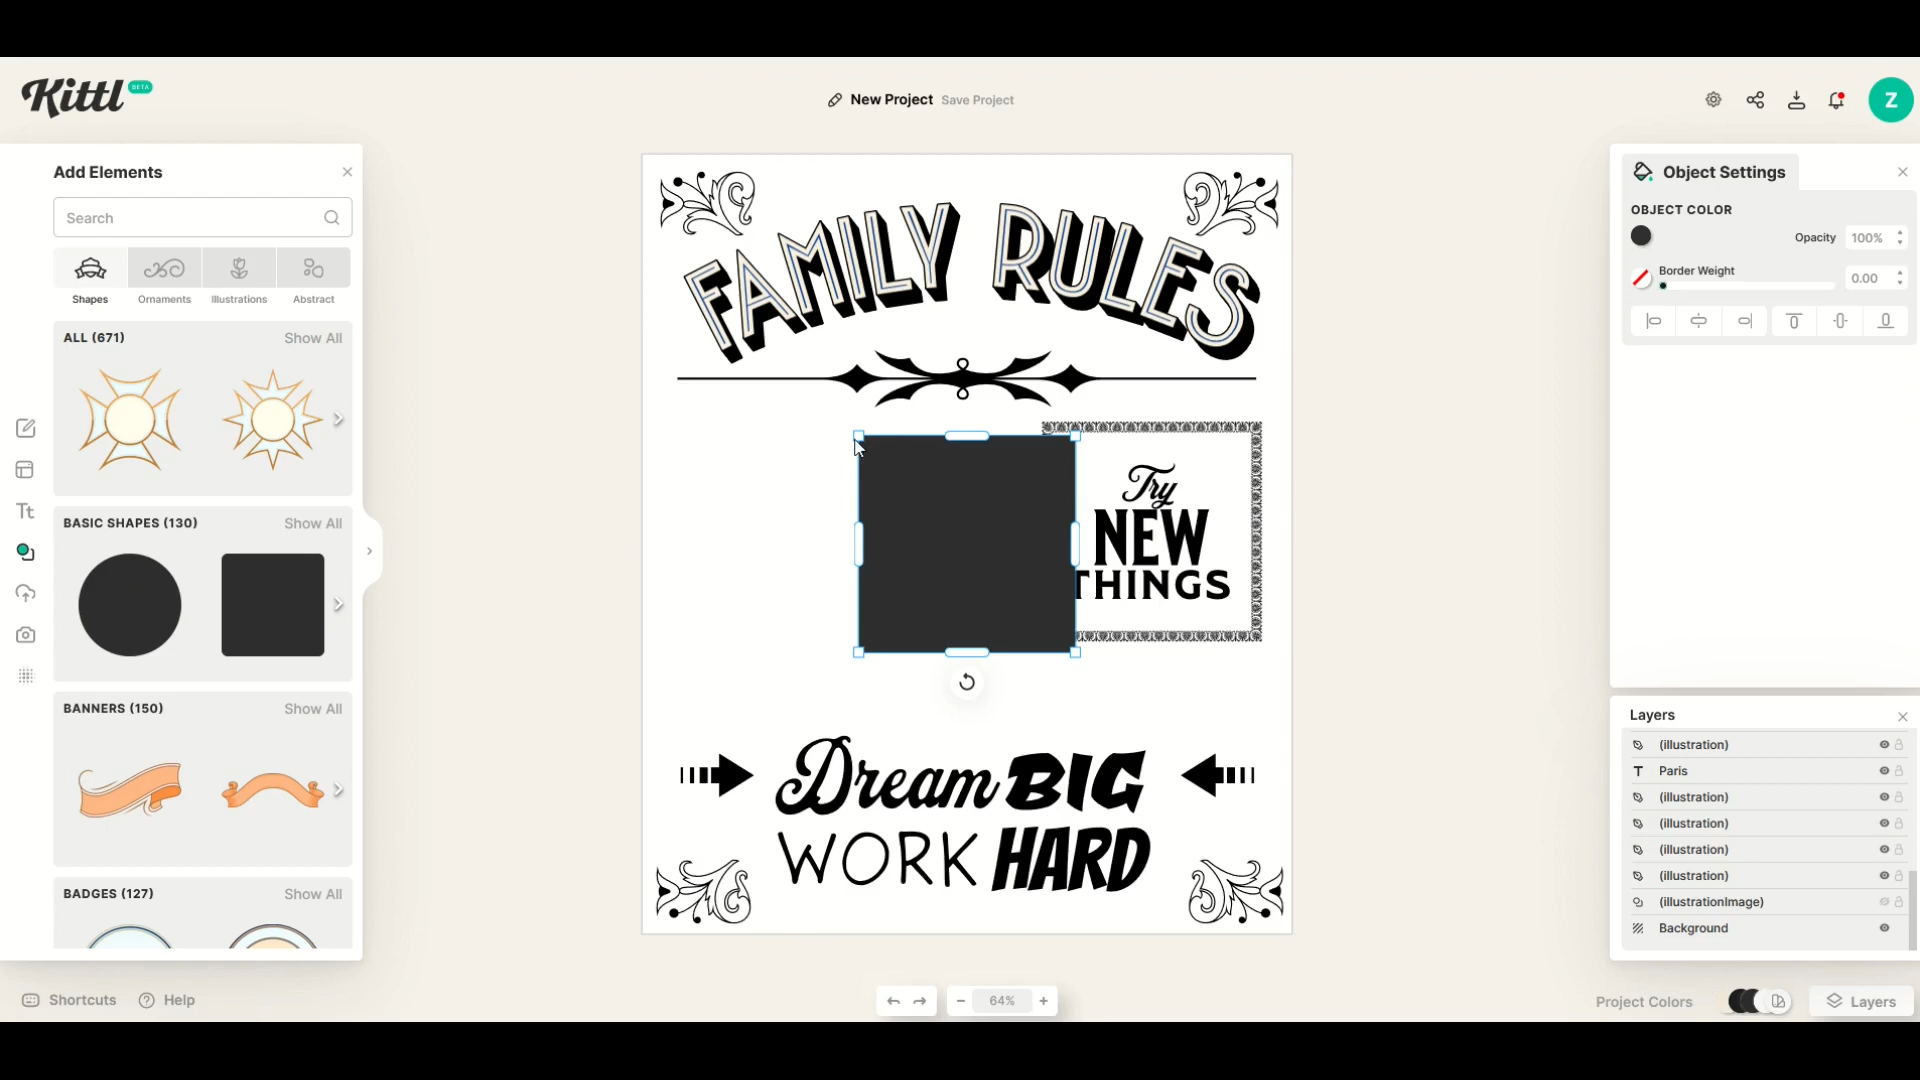 Kittl BETA
New Project Save Project
Z
Add Elements
Search
Shapes Ornaments Illustrations Abstract
ALL (671) Show All
BASIC SHAPES (130) Show All
BANNERS (150) Show All
BADGES (127) Show All
Shortcuts Help
FAMILY RULES
Try
NEW
THINGS
Dream BIG
WORK HARD
64%
Object Settings
OBJECT COLOR
Opacity 100%
Border Weight 0.00
Layers
(illustration)
Paris
(illustration)
(illustration)
(illustration)
(illustration)
(illustrationImage)
Background
Project Colors Layers